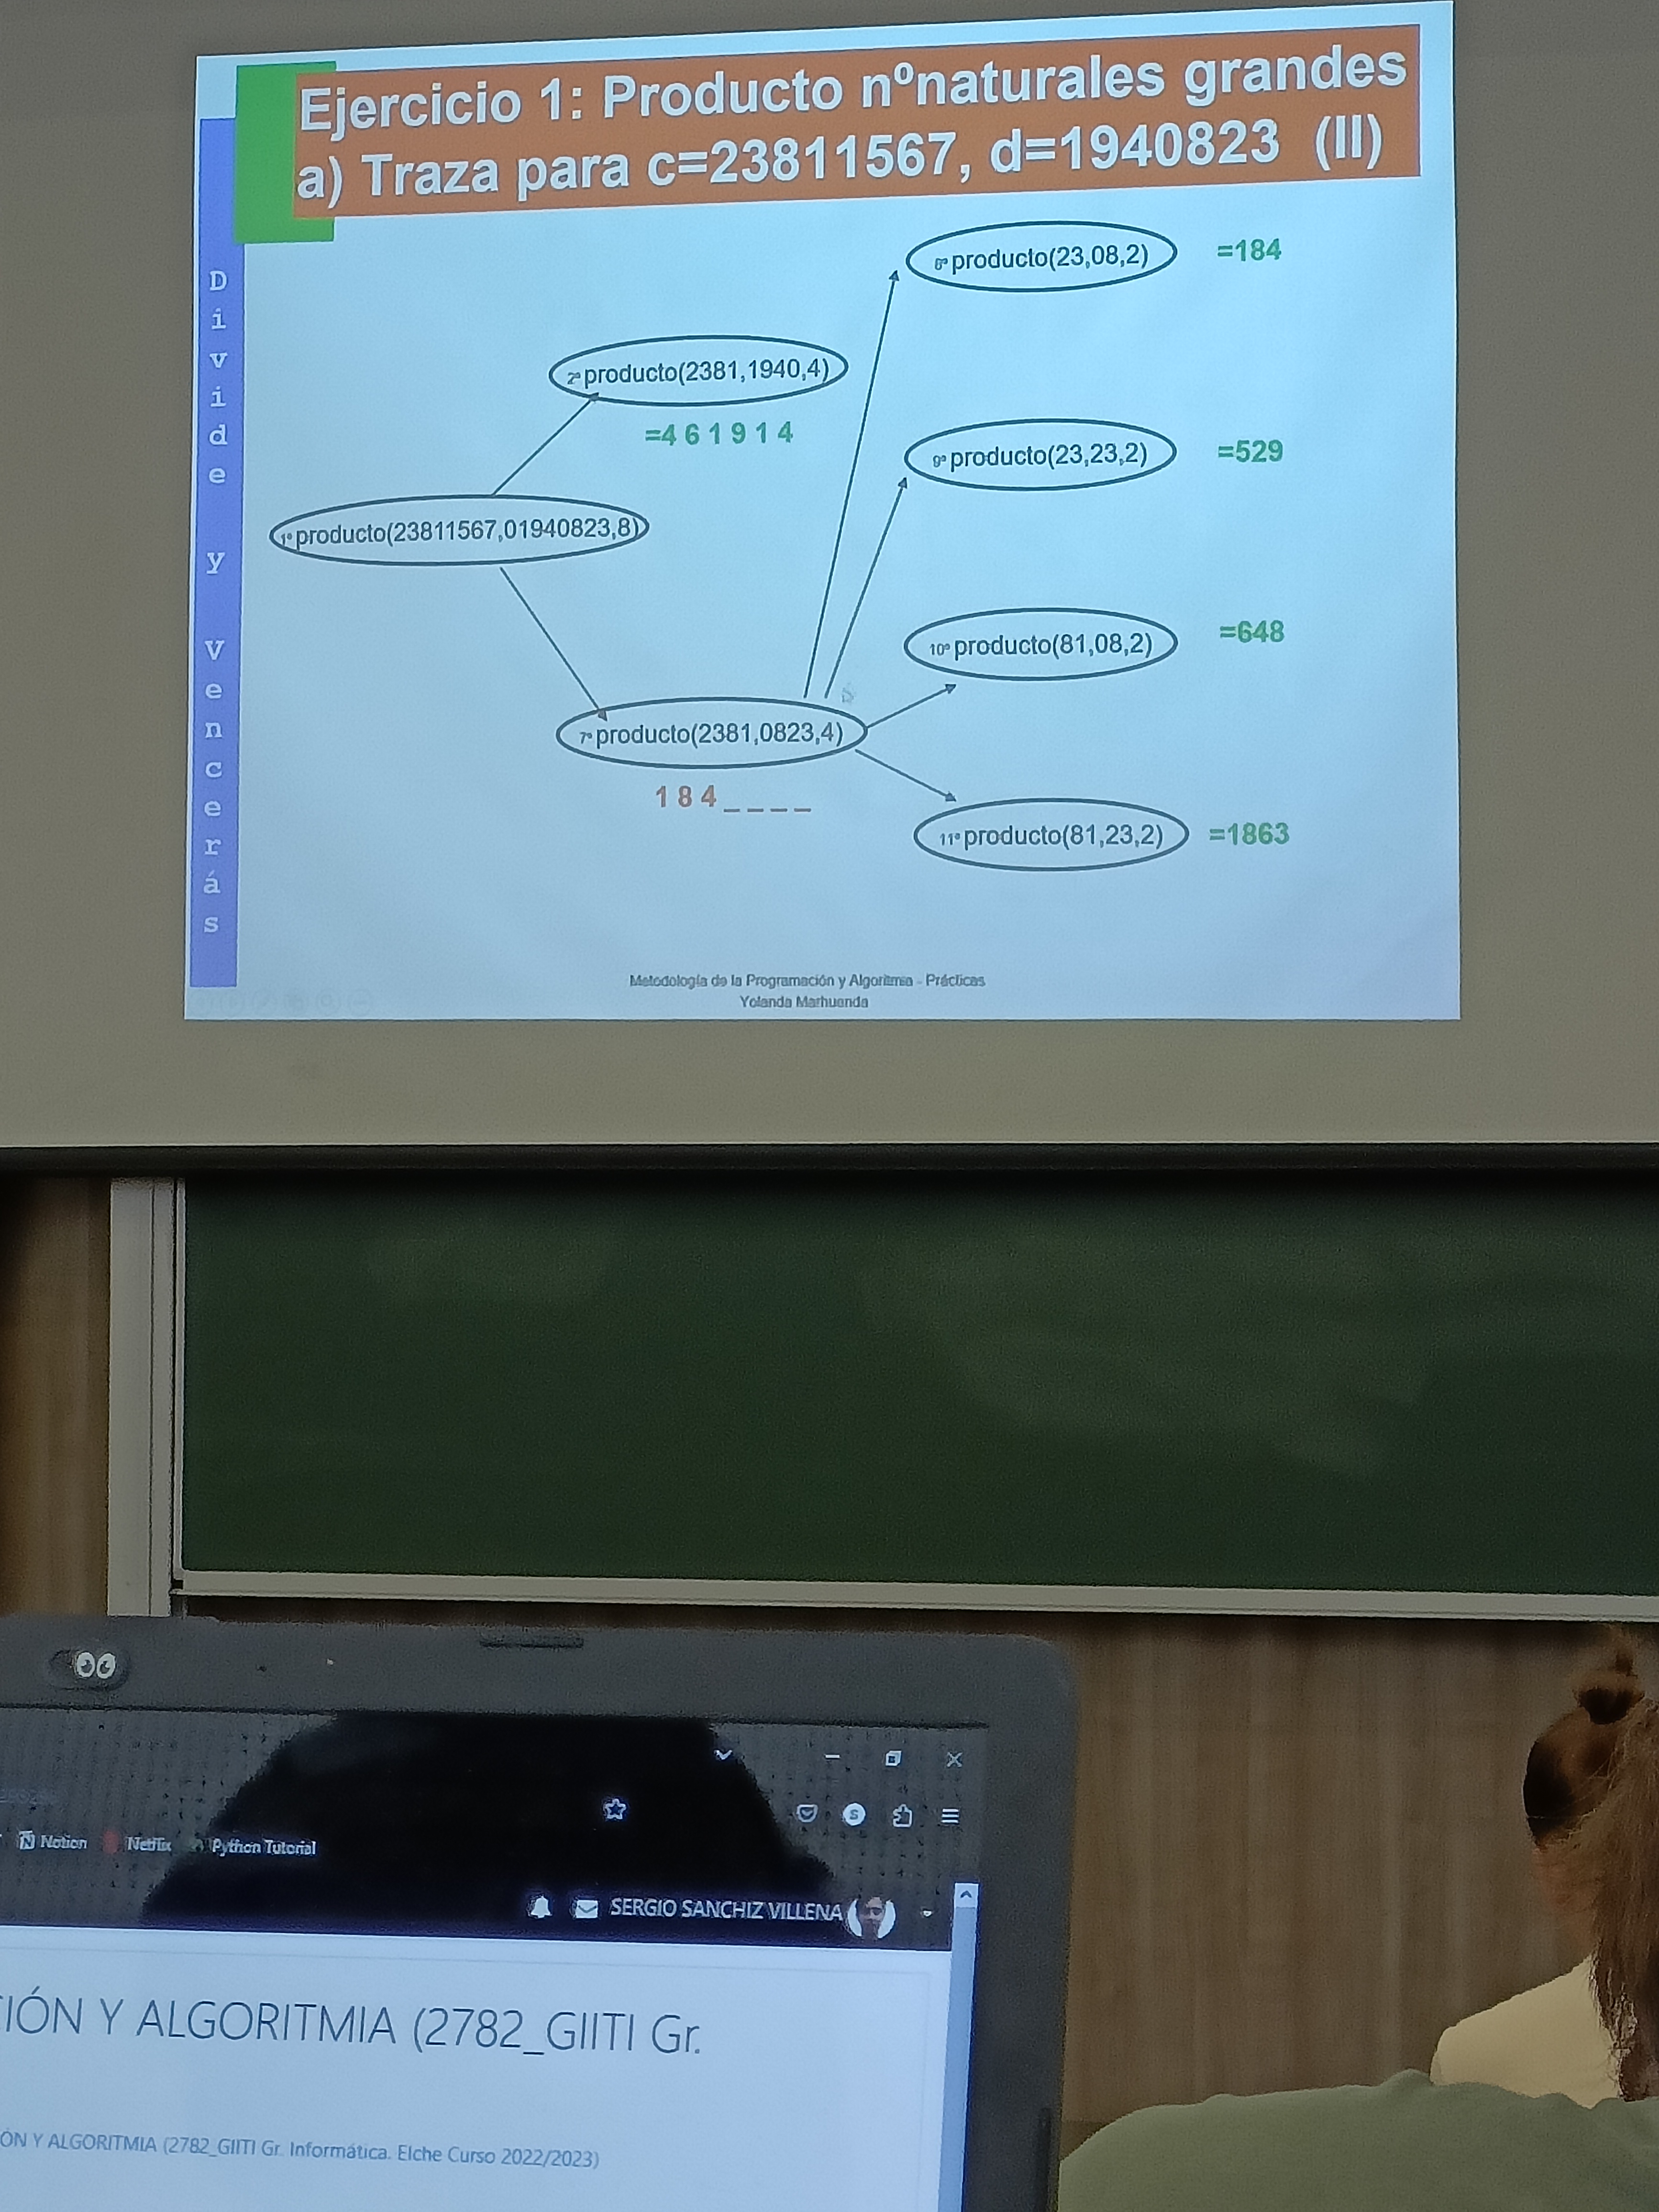 Ejercicio 1: Producto nºnaturales grandes
a) Traza para c=23811567, d=1940823 (II)
Divide y vencerás
8º producto(23,08,2) =184
2º producto(2381,1940,4)
=4 6 1 9 1 4
9º producto(23,23,2) =529
1º producto(23811567,01940823,8)
10º producto(81,08,2) =648
7º producto(2381,0823,4)
1 8 4 _ _ _ _
11º producto(81,23,2) =1863
Metodología de la Programación y Algoritmia - Prácticas
Yolanda Marhuenda
Notion Netflix Python Tutorial
SERGIO SANCHIZ VILLENA
IÓN Y ALGORITMIA (2782_GIITI Gr.
ÓN Y ALGORITMIA (2782_GIITI Gr. Informática. Elche Curso 2022/2023)